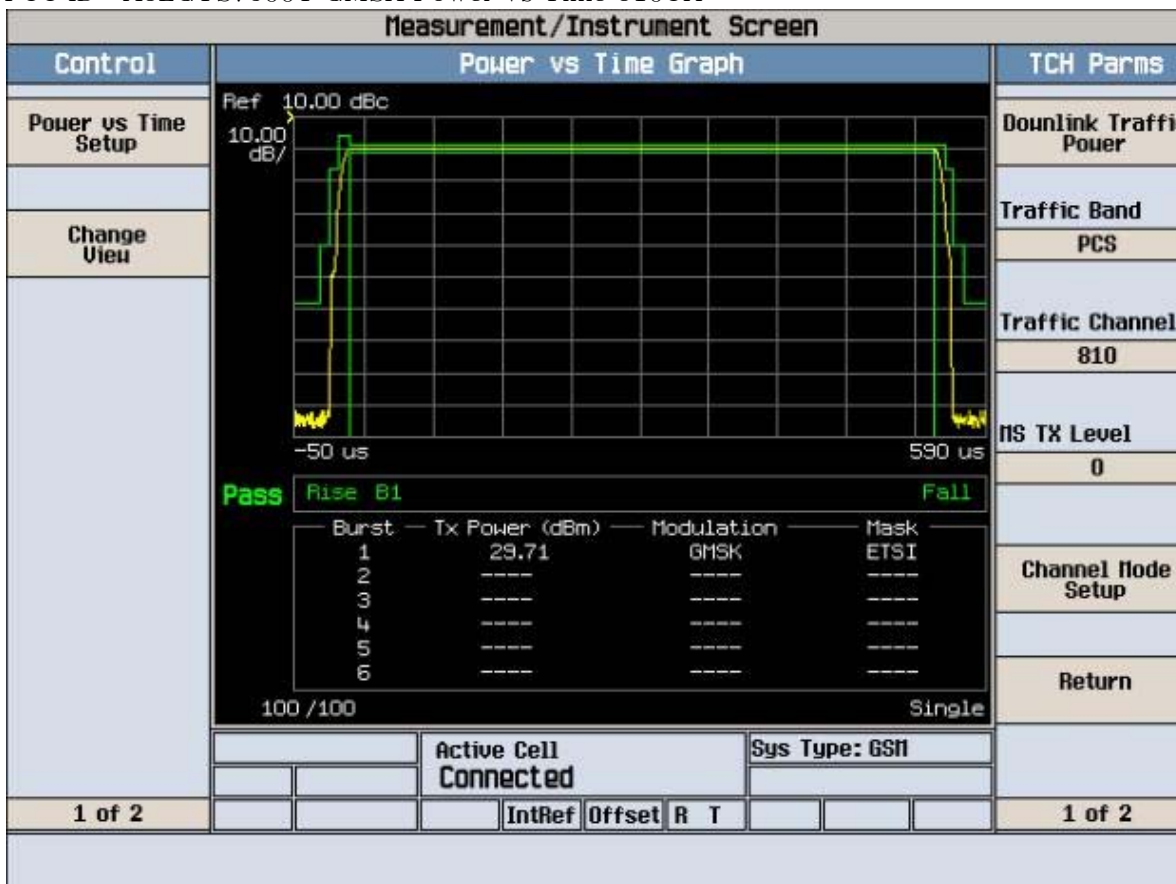 Measurement/Instrument Screen
Control
Power vs Time Graph
TCH Parms
Power vs Time
Setup
Change
View
Ref 10.00 dBc
10.00
dB/
-50 us
590 us
Pass
Rise B1
Fall
Burst Tx Power (dBm) Modulation Mask
1 29.71 GMSK ETSI
2 ---- ---- ----
3 ---- ---- ----
4 ---- ---- ----
5 ---- ---- ----
6 ---- ---- ----
100 /100
Single
Downlink Traffi
Power
Traffic Band
PCS
Traffic Channel
810
MS TX Level
0
Channel Mode
Setup
Return
Active Cell
Connected
Sys Type: GSM
1 of 2
IntRef Offset R T
1 of 2